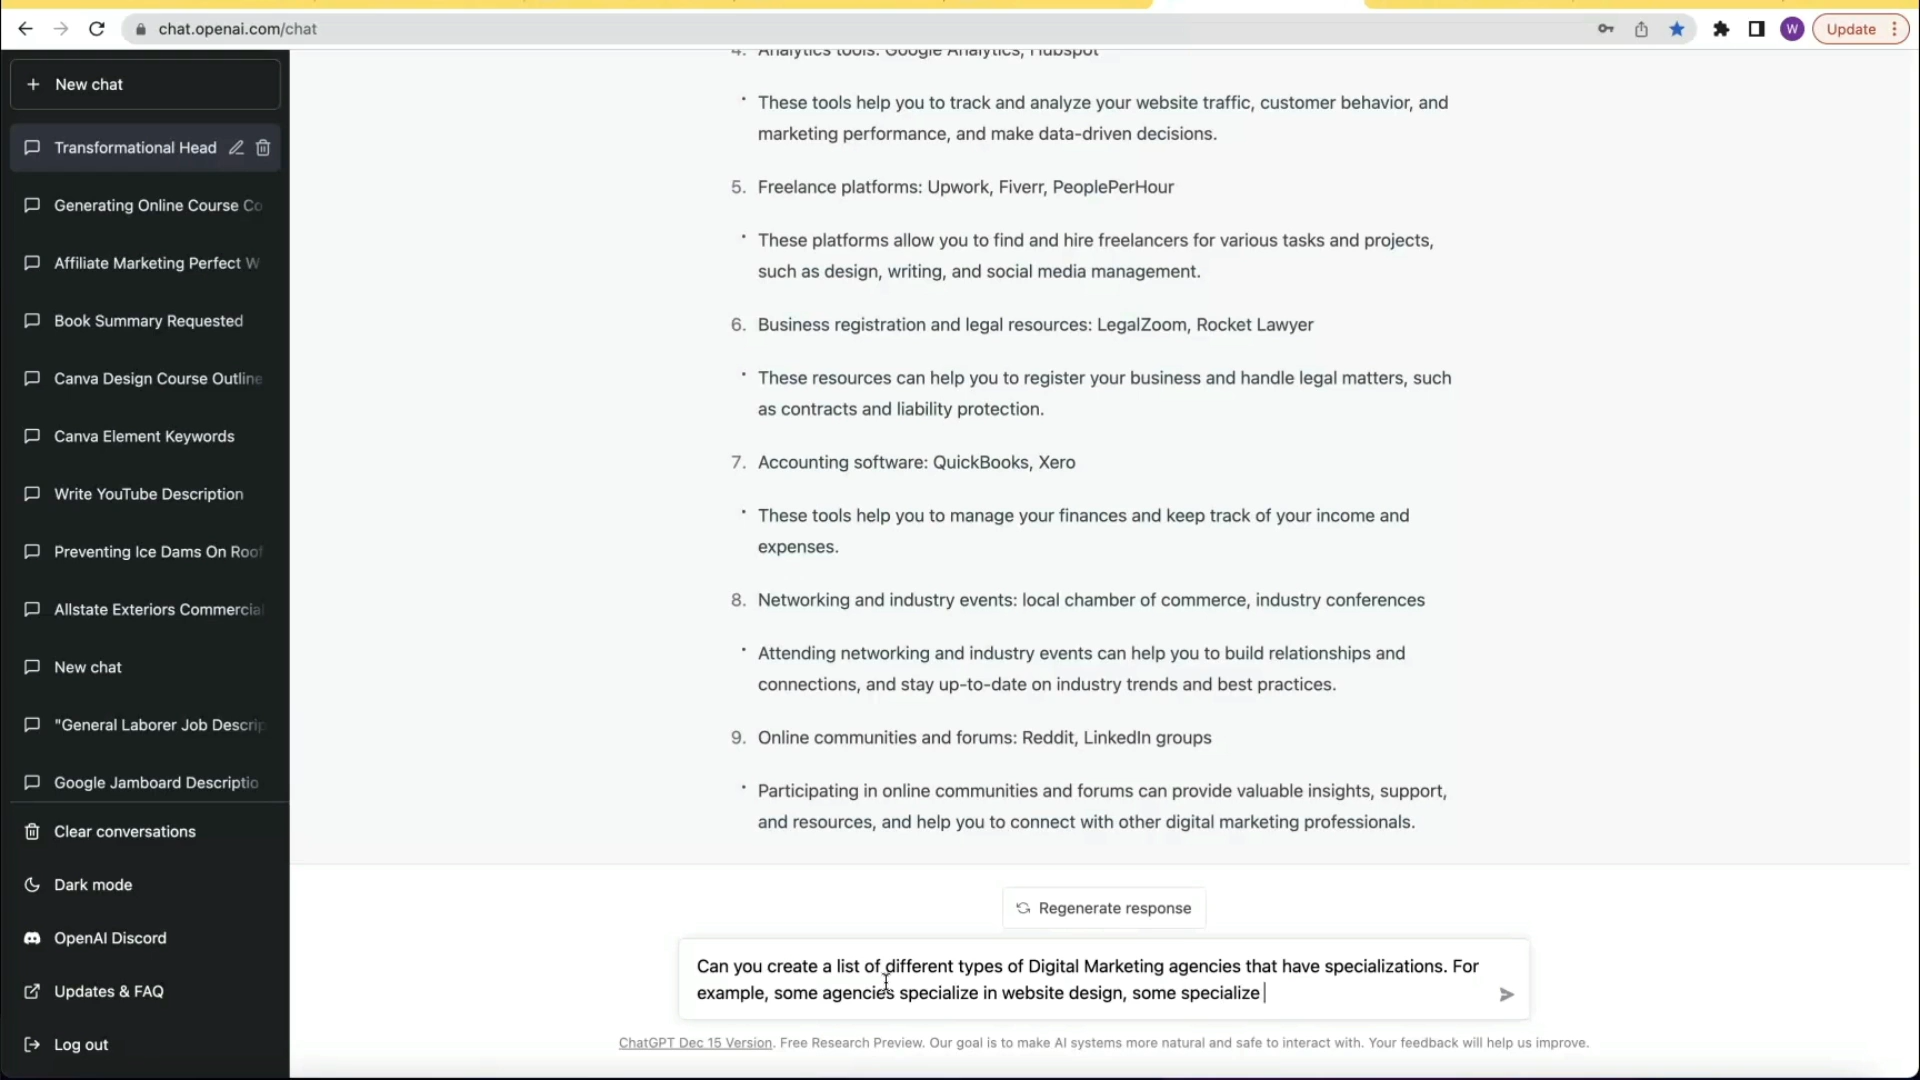 chat.openai.com/chat
W
Update
New chat
Transformational Head
Generating Online Course Co
Affiliate Marketing Perfect W
Book Summary Requested
Canva Design Course Outline
Canva Element Keywords
Write YouTube Description
Preventing Ice Dams On Roof
Allstate Exteriors Commercial
New chat
"General Laborer Job Descrip
Google Jamboard Descriptio
Clear conversations
Dark mode
OpenAI Discord
Updates & FAQ
Log out
4. Analytics tools: Google Analytics, Hubspot
· These tools help you to track and analyze your website traffic, customer behavior, and
marketing performance, and make data-driven decisions.
5. Freelance platforms: Upwork, Fiverr, PeoplePerHour
· These platforms allow you to find and hire freelancers for various tasks and projects,
such as design, writing, and social media management.
6. Business registration and legal resources: LegalZoom, Rocket Lawyer
· These resources can help you to register your business and handle legal matters, such
as contracts and liability protection.
7. Accounting software: QuickBooks, Xero
· These tools help you to manage your finances and keep track of your income and
expenses.
8. Networking and industry events: local chamber of commerce, industry conferences
· Attending networking and industry events can help you to build relationships and
connections, and stay up-to-date on industry trends and best practices.
9. Online communities and forums: Reddit, LinkedIn groups
· Participating in online communities and forums can provide valuable insights, support,
and resources, and help you to connect with other digital marketing professionals.
Regenerate response
Can you create a list of different types of Digital Marketing agencies that have specializations. For
example, some agencies specialize in website design, some specialize
ChatGPT Dec 15 Version. Free Research Preview. Our goal is to make AI systems more natural and safe to interact with. Your feedback will help us improve.